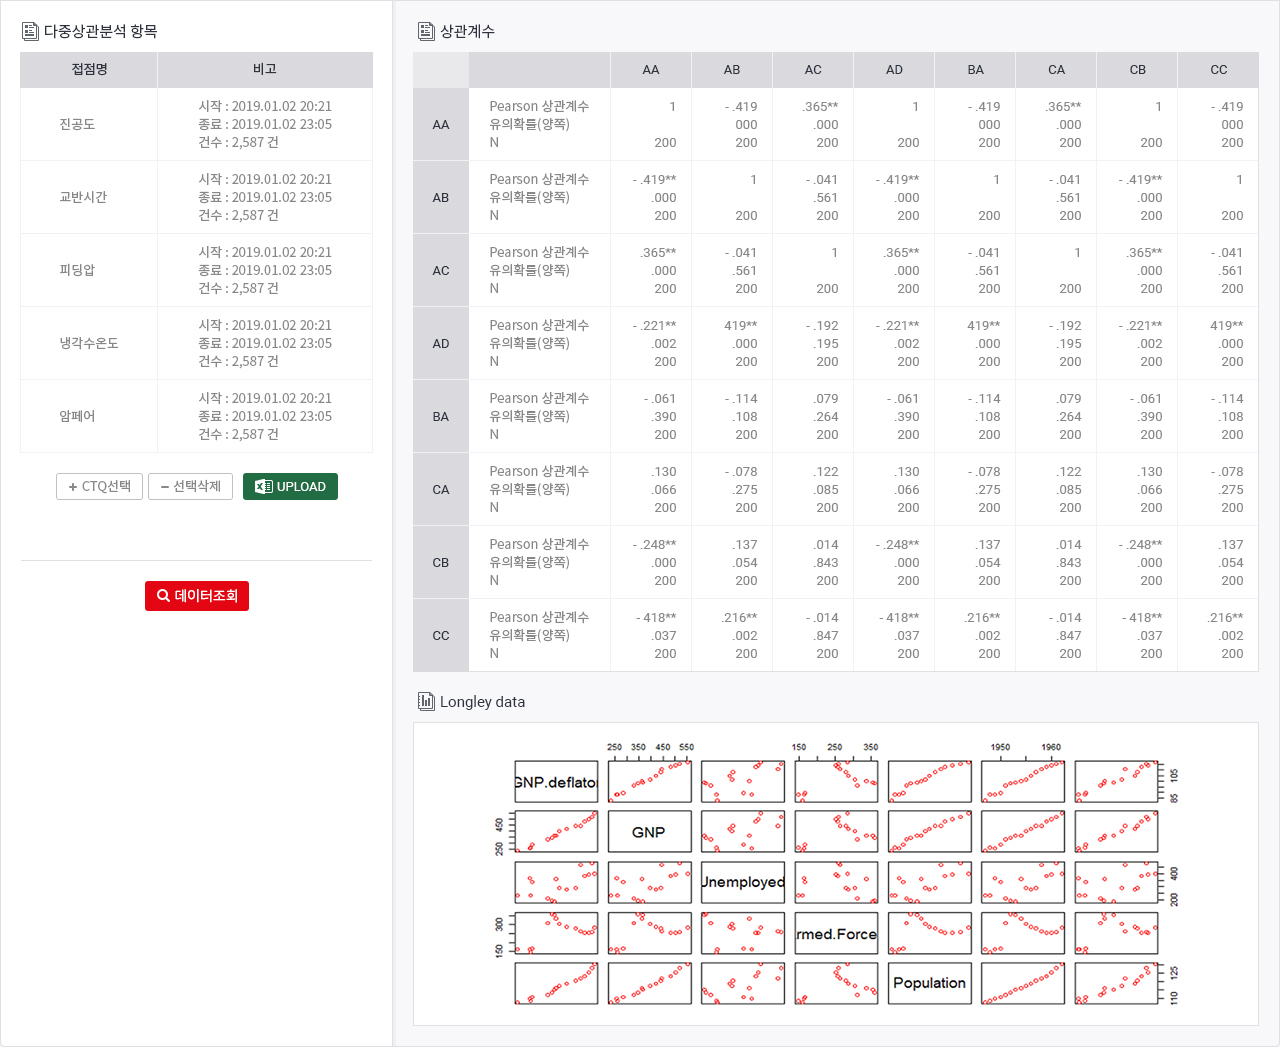 다중상관분석 항목
접점명 비고
진공도
시작 : 2019.01.02 20:21
종료 : 2019.01.02 23:05
건수 : 2,587 건
교반시간
시작 : 2019.01.02 20:21
종료 : 2019.01.02 23:05
건수 : 2,587 건
피딩압
시작 : 2019.01.02 20:21
종료 : 2019.01.02 23:05
건수 : 2,587 건
냉각수온도
시작 : 2019.01.02 20:21
종료 : 2019.01.02 23:05
건수 : 2,587 건
암페어
시작 : 2019.01.02 20:21
종료 : 2019.01.02 23:05
건수 : 2,587 건
+ CTQ선택 − 선택삭제 UPLOAD
데이터조회
상관계수
AA AB AC AD BA CA CB CC
AA
Pearson 상관계수 1 - .419 .365** 1 - .419 .365** 1 - .419
유의확률(양쪽) 000 .000 000 .000 000
N 200 200 200 200 200 200 200 200
AB
Pearson 상관계수 - .419** 1 - .041 - .419** 1 - .041 - .419** 1
유의확률(양쪽) .000 .561 .000 .561 .000
N 200 200 200 200 200 200 200 200
AC
Pearson 상관계수 .365** - .041 1 .365** - .041 1 .365** - .041
유의확률(양쪽) .000 .561 .000 .561 .000 .561
N 200 200 200 200 200 200 200 200
AD
Pearson 상관계수 - .221** 419** - .192 - .221** 419** - .192 - .221** 419**
유의확률(양쪽) .002 .000 .195 .002 .000 .195 .002 .000
N 200 200 200 200 200 200 200 200
BA
Pearson 상관계수 - .061 - .114 .079 - .061 - .114 .079 - .061 - .114
유의확률(양쪽) .390 .108 .264 .390 .108 .264 .390 .108
N 200 200 200 200 200 200 200 200
CA
Pearson 상관계수 .130 - .078 .122 .130 - .078 .122 .130 - .078
유의확률(양쪽) .066 .275 .085 .066 .275 .085 .066 .275
N 200 200 200 200 200 200 200 200
CB
Pearson 상관계수 - .248** .137 .014 - .248** .137 .014 - .248** .137
유의확률(양쪽) .000 .054 .843 .000 .054 .843 .000 .054
N 200 200 200 200 200 200 200 200
CC
Pearson 상관계수 - 418** .216** - .014 - 418** .216** - .014 - 418** .216**
유의확률(양쪽) .037 .002 .847 .037 .002 .847 .037 .002
N 200 200 200 200 200 200 200 200
Longley data
250 350 450 550 150 250 350 1950 1960
GNP.deflator 85 105
250 450 GNP
Unemployed 200 400
150 300 rmed.Force
Population 110 125